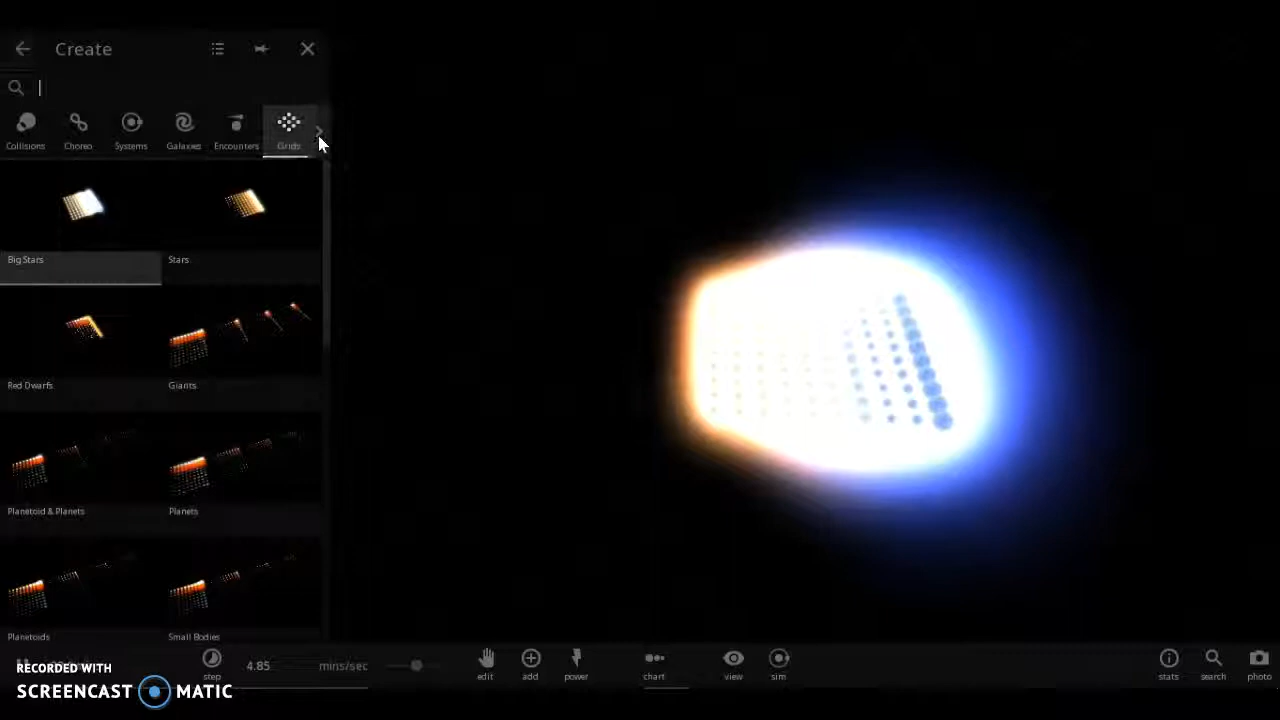 Create
Collisions Choreo Systems Galaxies Encounters Grids
Big Stars Stars
Red Dwarfs Giants
Planetoid & Planets Planets
Planetoids Small Bodies
step 4.85 mins/sec edit add power chart view sim stats search photo
RECORDED WITH
SCREENCAST MATIC